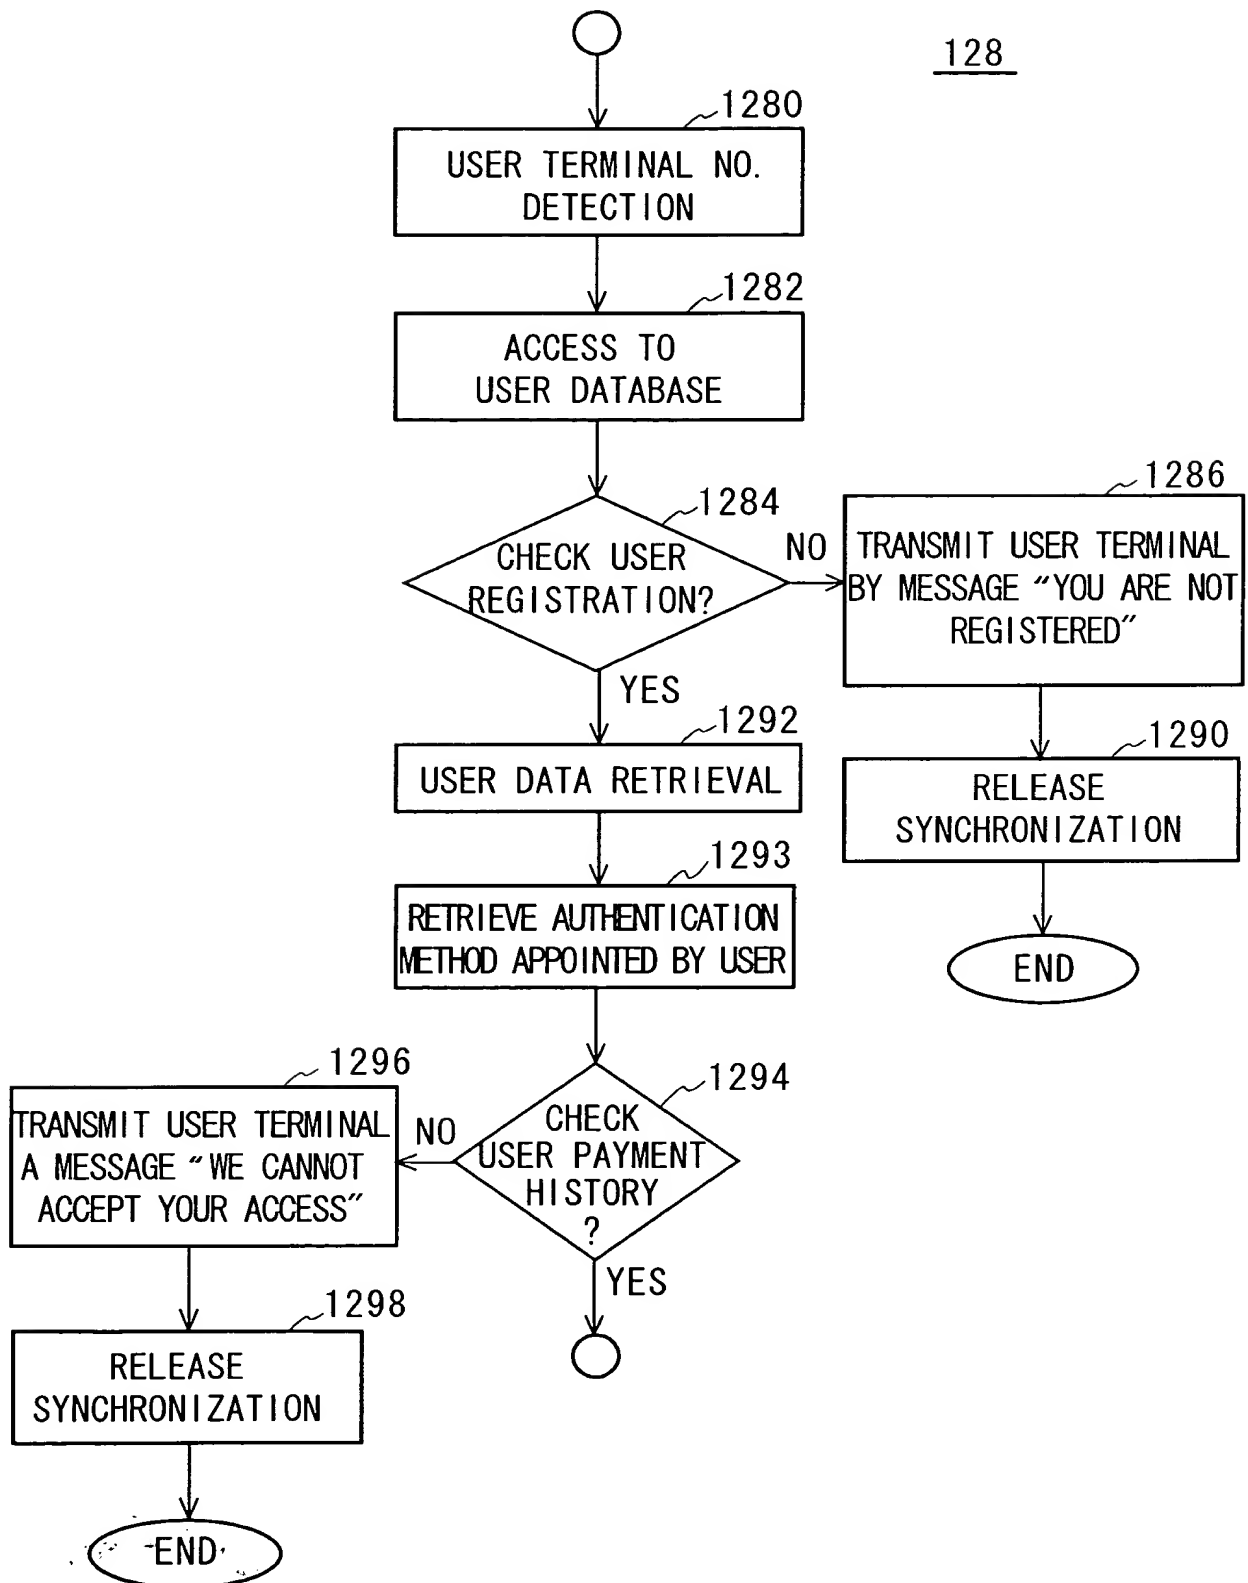 128
1280
USER TERMINAL NO.
DETECTION
1282
ACCESS TO
USER DATABASE
1284
CHECK USER
REGISTRATION?
NO
1286
TRANSMIT USER TERMINAL
BY MESSAGE “YOU ARE NOT
REGISTERED”
YES
1290
RELEASE
SYNCHRONIZATION
END
1292
USER DATA RETRIEVAL
1293
RETRIEVE AUTHENTICATION
METHOD APPOINTED BY USER
1294
CHECK
USER PAYMENT
HISTORY
?
NO
1296
TRANSMIT USER TERMINAL
A MESSAGE “WE CANNOT
ACCEPT YOUR ACCESS”
YES
1298
RELEASE
SYNCHRONIZATION
END